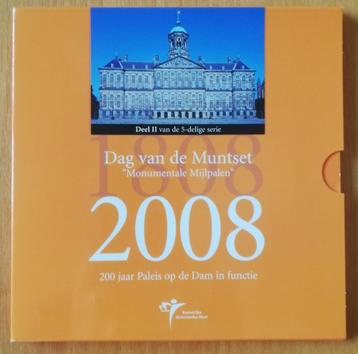 Deel II van de 5-delige serie
Dag van de Muntset
1808
"Monumentale Mijlpalen"
2008
200 jaar Paleis op de Dam in functie
Koninklijke
Nederlandse Munt